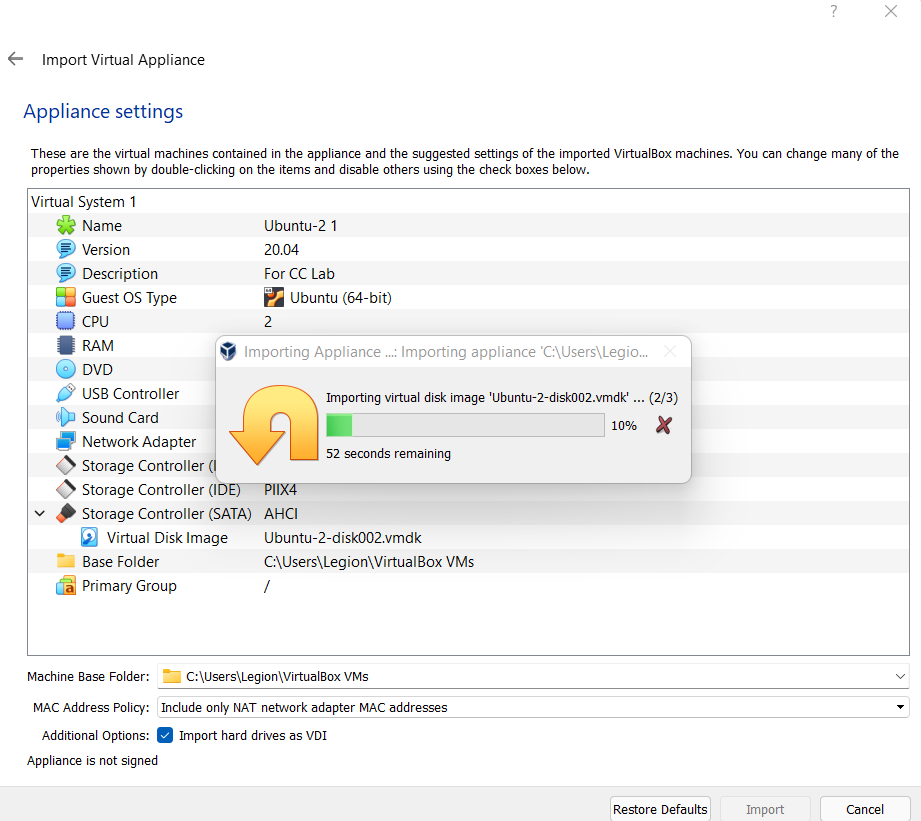 ?
Import Virtual Appliance
Appliance settings
These are the virtual machines contained in the appliance and the suggested settings of the imported VirtualBox machines. You can change many of the
properties shown by double-clicking on the items and disable others using the check boxes below.
Virtual System 1
Name Ubuntu-2 1
Version 20.04
Description For CC Lab
Guest OS Type Ubuntu (64-bit)
CPU 2
RAM
DVD
USB Controller
Sound Card
Network Adapter
Storage Controller (
Importing Appliance ...: Importing appliance 'C:\Users\Legio...
Importing virtual disk image 'Ubuntu-2-disk002.vmdk' ... (2/3)
10%
52 seconds remaining
Storage Controller (IDE) PIIX4
Storage Controller (SATA) AHCI
Virtual Disk Image Ubuntu-2-disk002.vmdk
Base Folder C:\Users\Legion\VirtualBox VMs
Primary Group /
Machine Base Folder: C:\Users\Legion\VirtualBox VMs
MAC Address Policy: Include only NAT network adapter MAC addresses
Additional Options: Import hard drives as VDI
Appliance is not signed
Restore Defaults Import Cancel